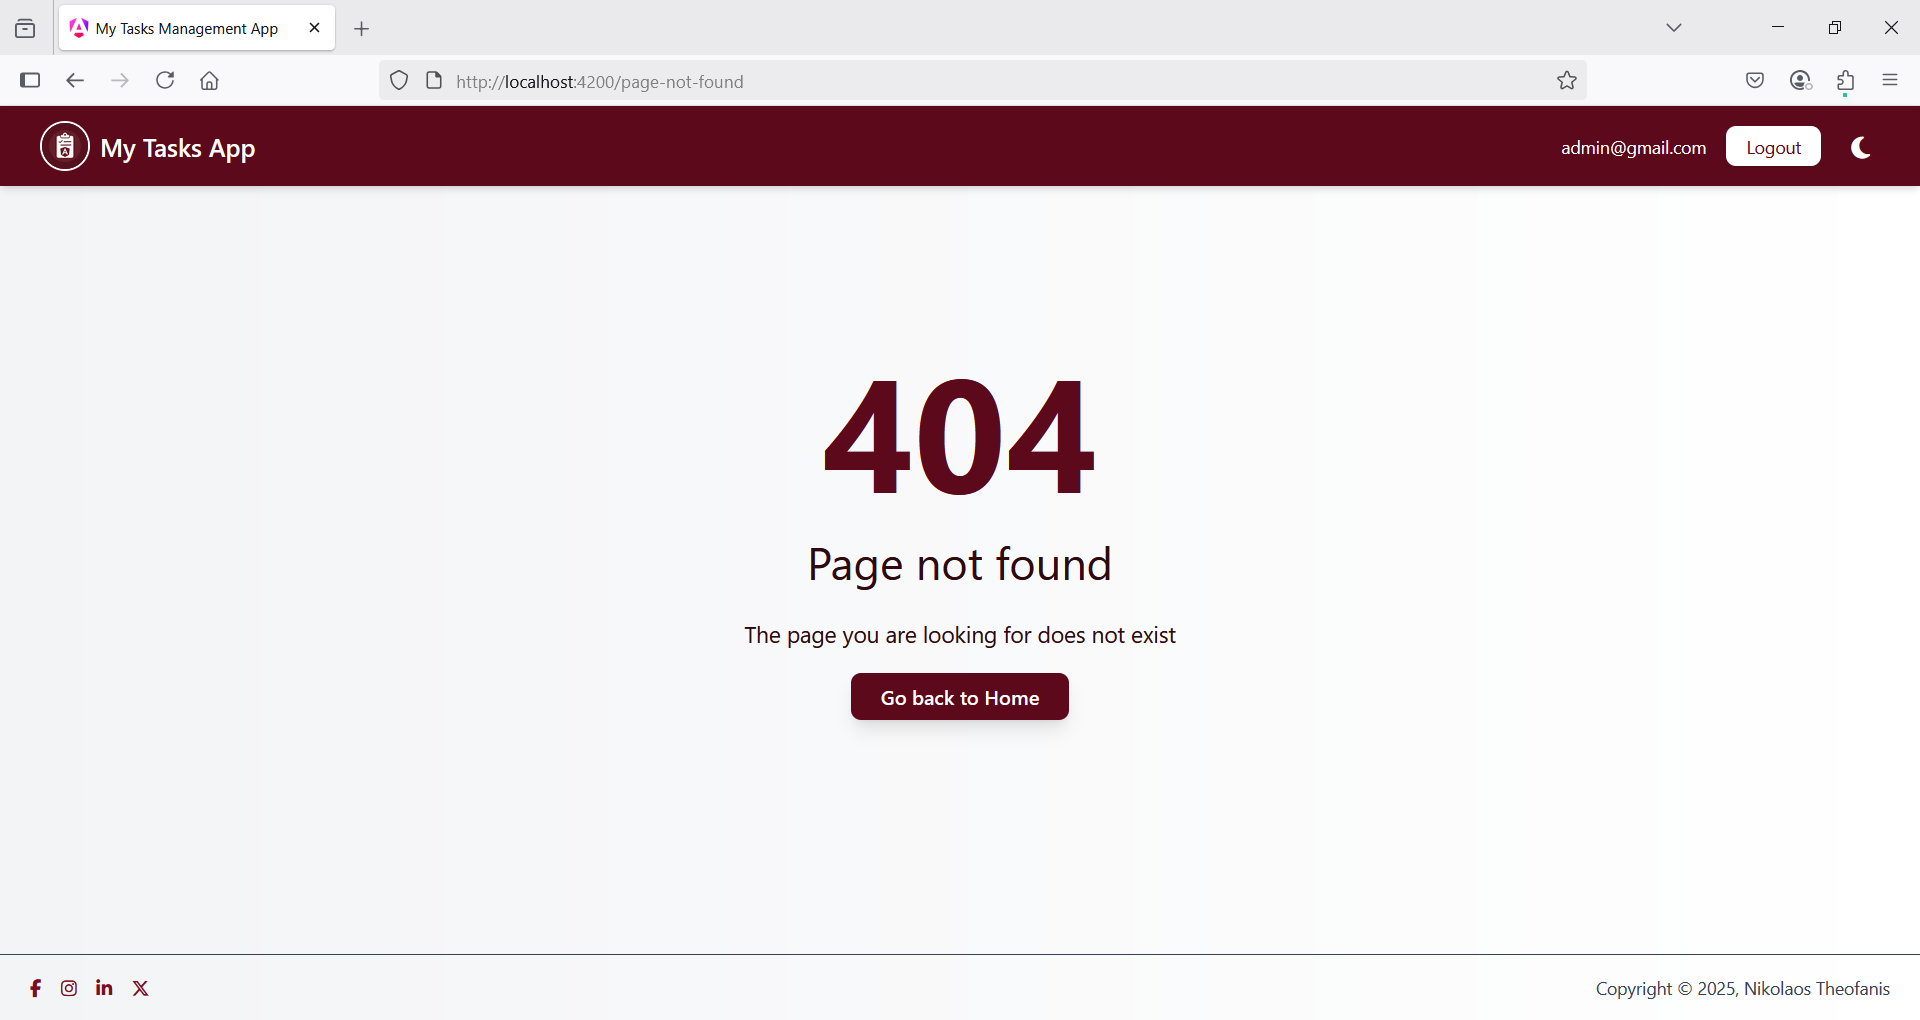 My Tasks Management App
http://localhost:4200/page-not-found
My Tasks App
admin@gmail.com
Logout
404
Page not found
The page you are looking for does not exist
Go back to Home
Copyright © 2025, Nikolaos Theofanis